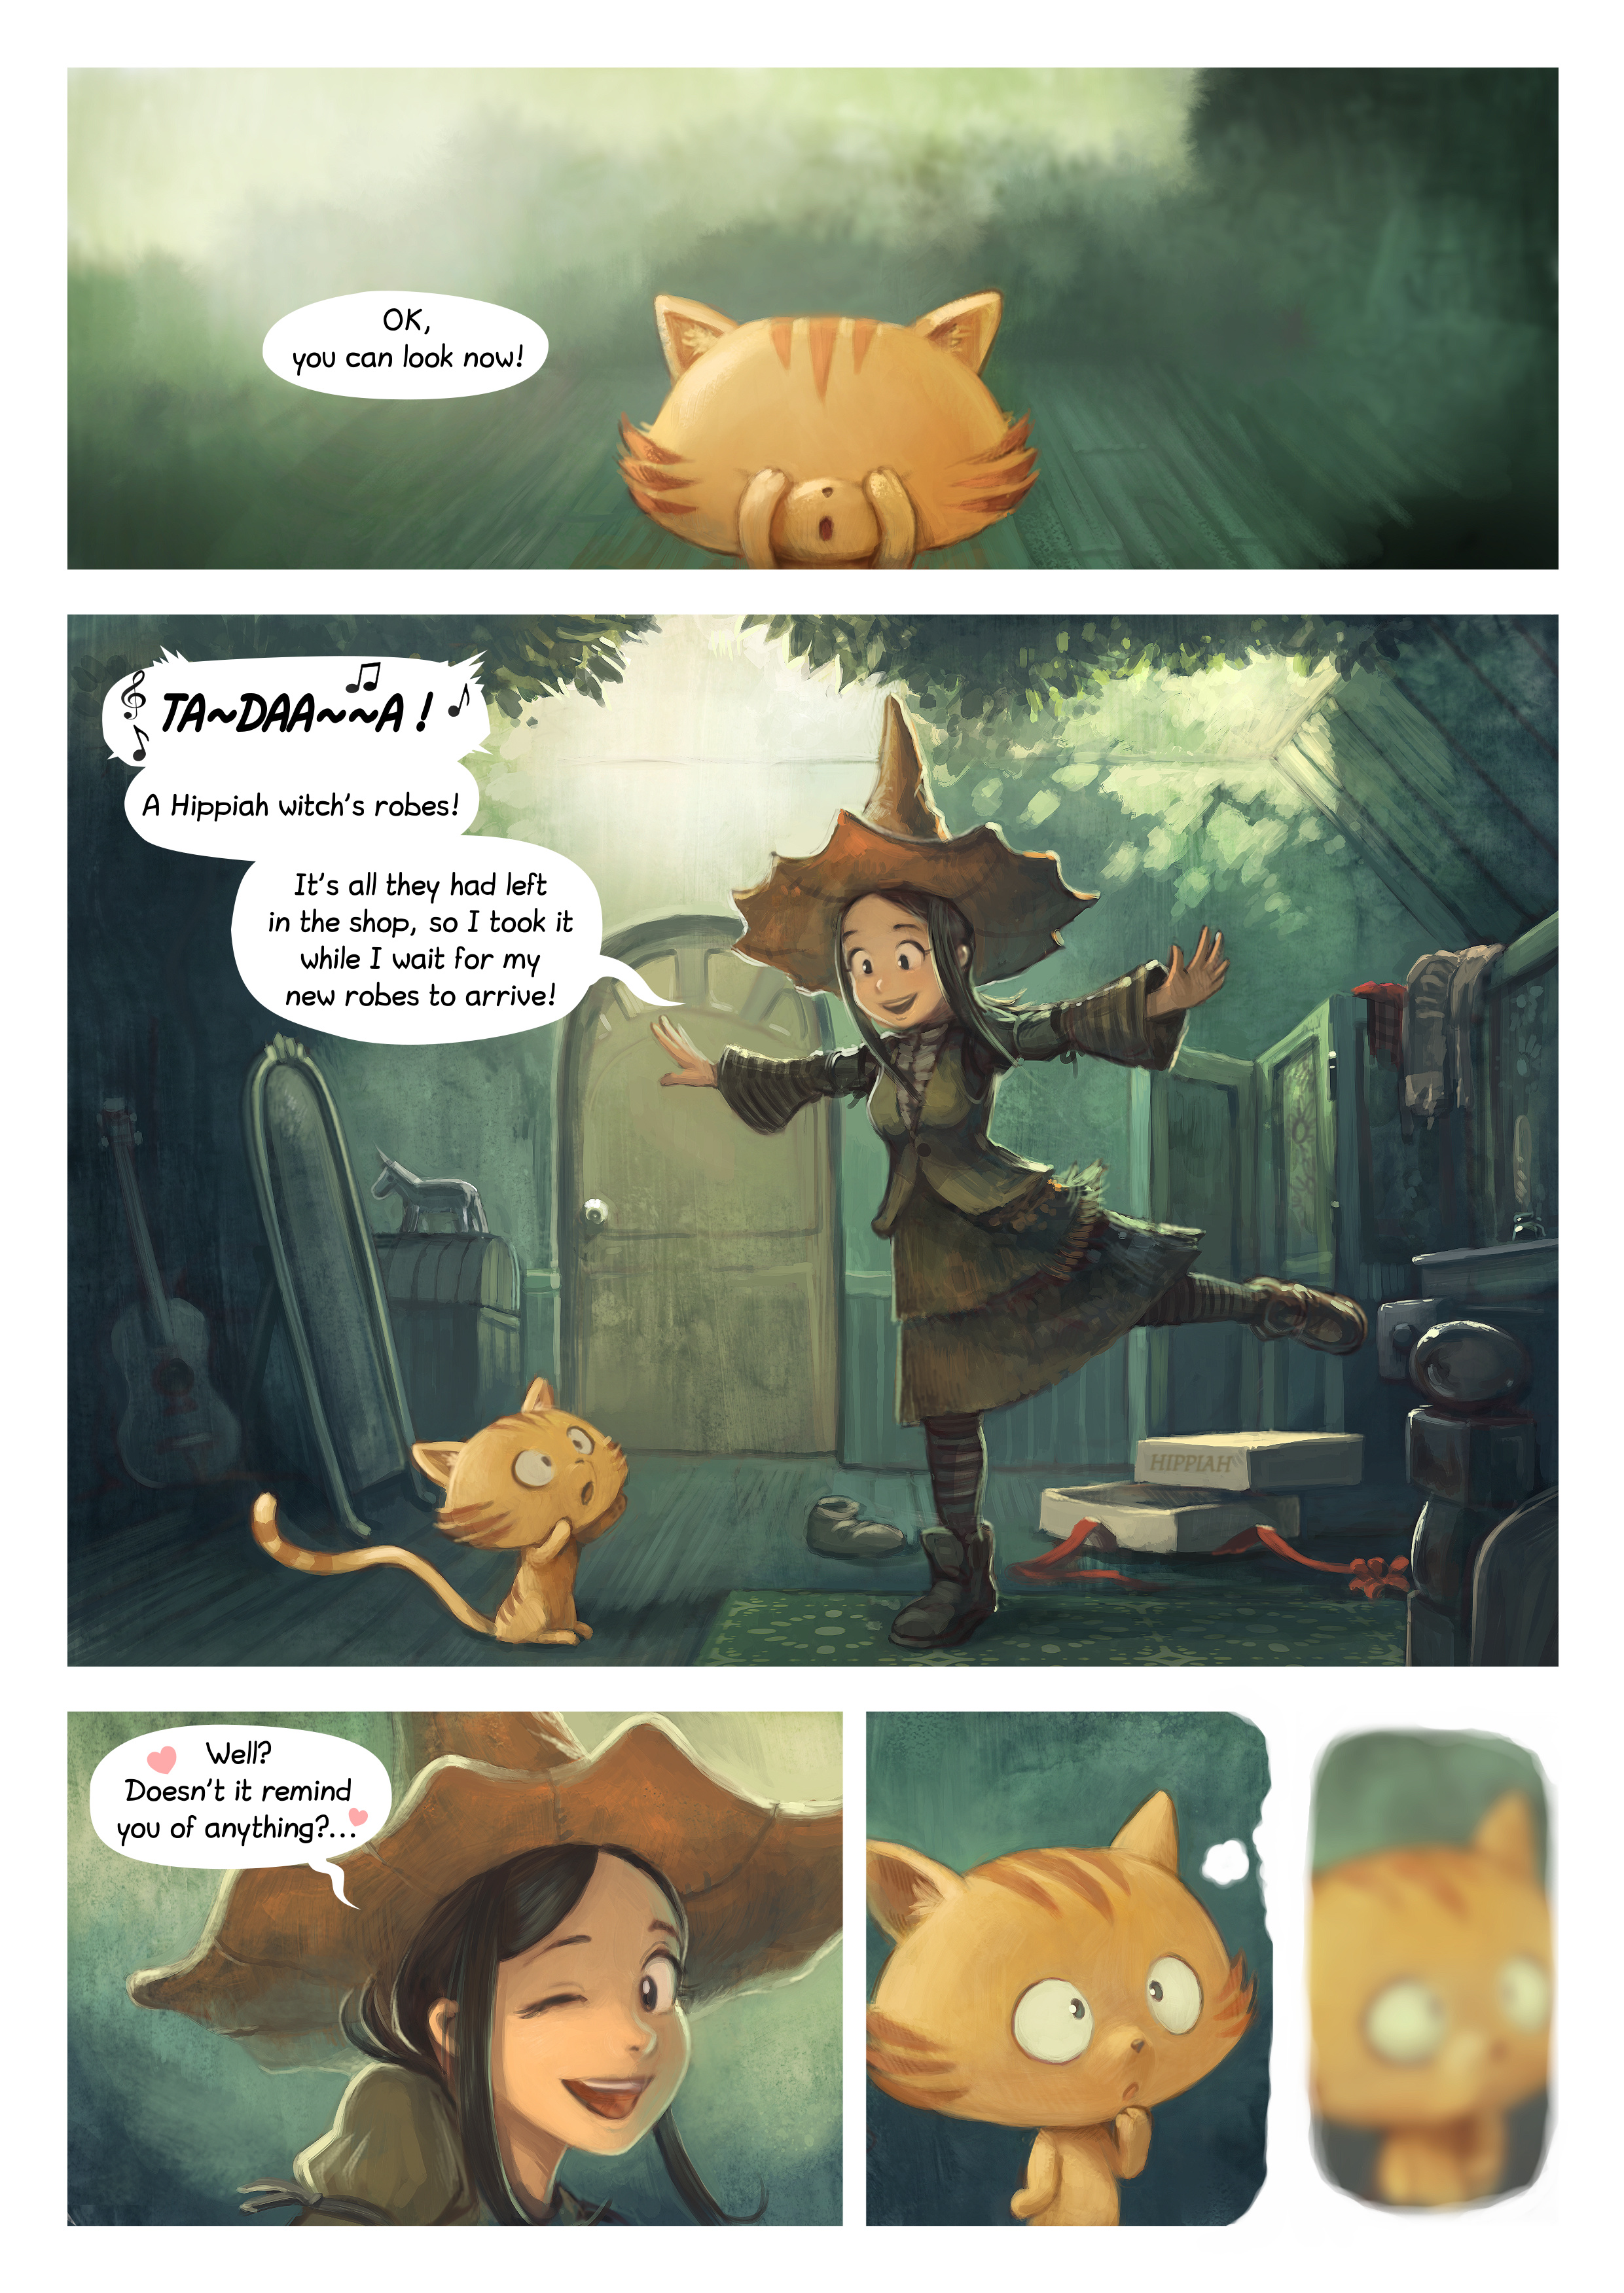 OK,
you can look now!
TA~DAA~~A !
A Hippiah witch's robes!
It's all they had left
in the shop, so I took it
while I wait for my
new robes to arrive!
HIPPIAH
Well?
Doesn't it remind
you of anything?...